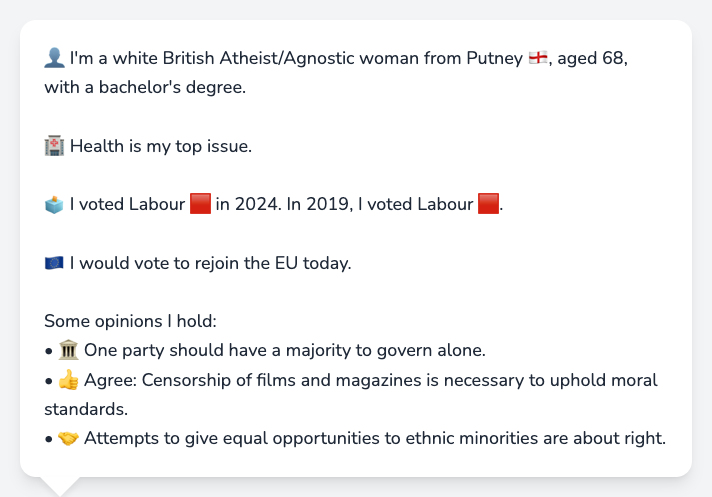 👤 I'm a white British Atheist/Agnostic woman from Putney 🏴󠁧󠁢󠁥󠁮󠁧󠁿, aged 68,
with a bachelor's degree.
🏥 Health is my top issue.
🗳️ I voted Labour 🟥 in 2024. In 2019, I voted Labour 🟥.
🇪🇺 I would vote to rejoin the EU today.
Some opinions I hold:
• 🏛️ One party should have a majority to govern alone.
• 👍 Agree: Censorship of films and magazines is necessary to uphold moral
standards.
• 🤝 Attempts to give equal opportunities to ethnic minorities are about right.